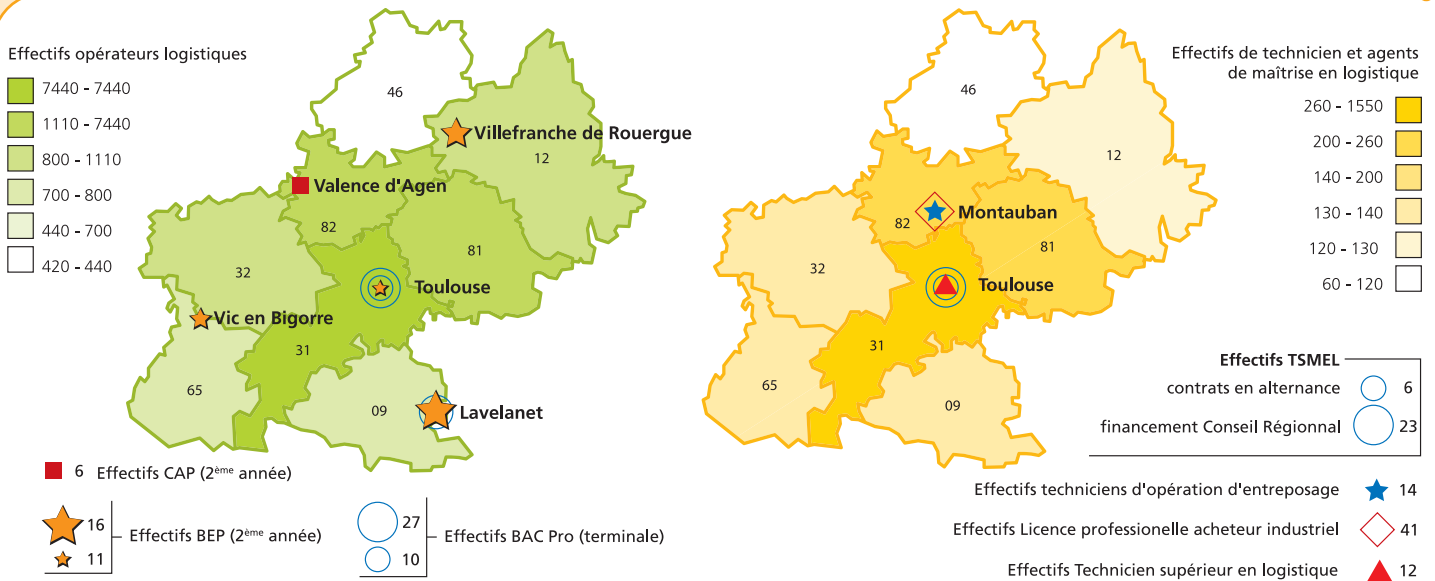 Effectifs opérateurs logistiques
7440 - 7440
1110 - 7440
800 - 1110
700 - 800
440 - 700
420 - 440
46
Villefranche de Rouergue
12
Valence d'Agen
82
81
32
Toulouse
Vic en Bigorre
31
65
09
Lavelanet
6 Effectifs CAP (2ème année)
16
Effectifs BEP (2ème année)
11
27
Effectifs BAC Pro (terminale)
10
Effectifs de technicien et agents
de maîtrise en logistique
260 - 1550
200 - 260
140 - 200
130 - 140
120 - 130
60 - 120
46
12
Montauban
82
81
32
Toulouse
31
65
09
Effectifs TSMEL
contrats en alternance 6
financement Conseil Régionnal 23
Effectifs techniciens d'opération d'entreposage 14
Effectifs Licence professionelle acheteur industriel 41
Effectifs Technicien supérieur en logistique 12